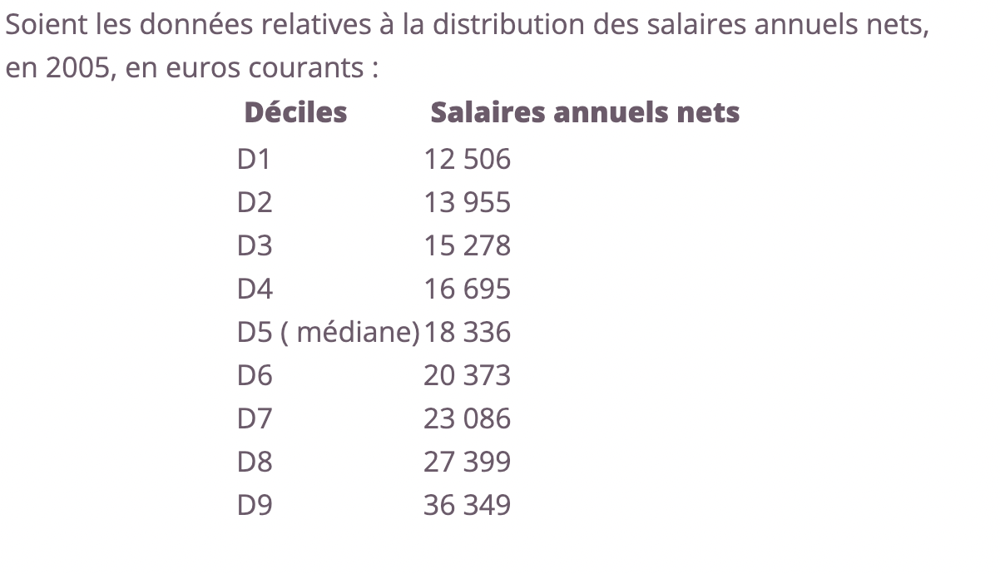 Soient les données relatives à la distribution des salaires annuels nets,
en 2005, en euros courants :
Déciles Salaires annuels nets
D1 12 506
D2 13 955
D3 15 278
D4 16 695
D5 ( médiane) 18 336
D6 20 373
D7 23 086
D8 27 399
D9 36 349